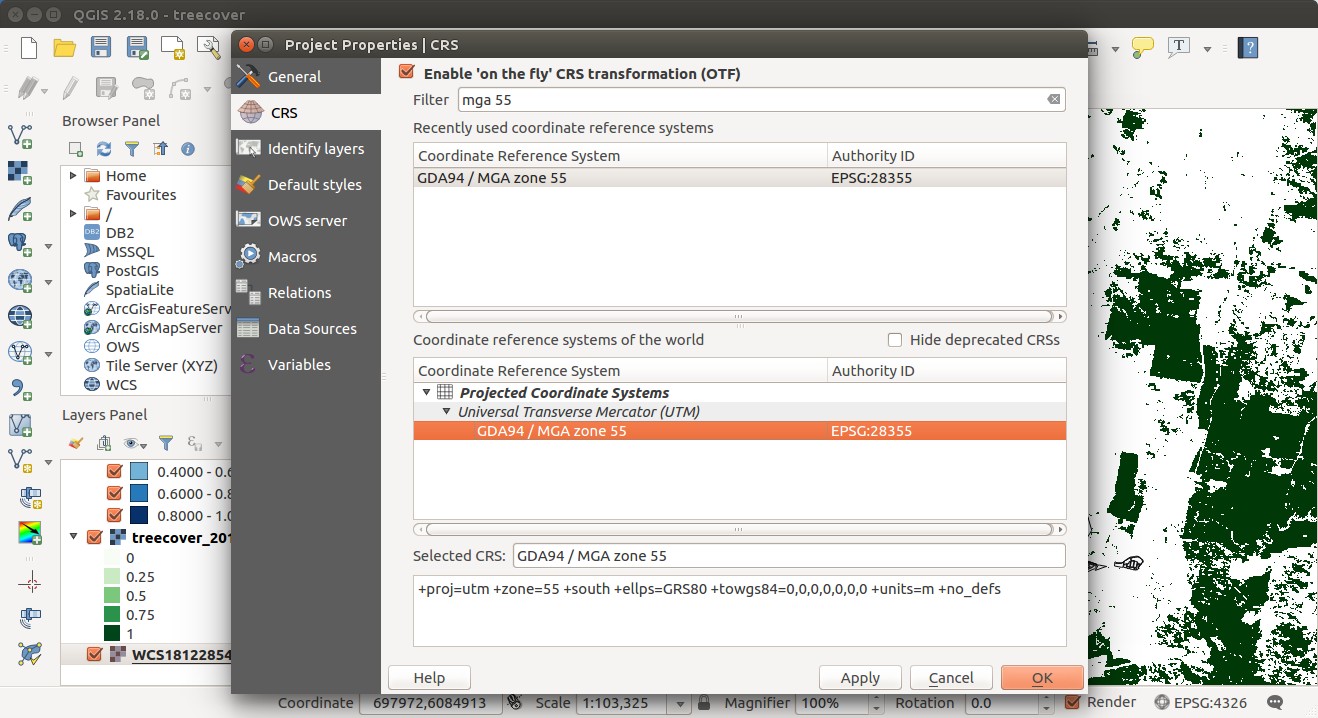 QGIS 2.18.0 - treecover
Project Properties | CRS
General
CRS
Identify layers
Default styles
OWS server
Macros
Relations
Data Sources
Variables
Enable 'on the fly' CRS transformation (OTF)
Filter mga 55
Recently used coordinate reference systems
Coordinate Reference System Authority ID
GDA94 / MGA zone 55 EPSG:28355
Coordinate reference systems of the world Hide deprecated CRSs
Coordinate Reference System Authority ID
Projected Coordinate Systems
Universal Transverse Mercator (UTM)
GDA94 / MGA zone 55 EPSG:28355
Selected CRS: GDA94 / MGA zone 55
+proj=utm +zone=55 +south +ellps=GRS80 +towgs84=0,0,0,0,0,0,0 +units=m +no_defs
Help Apply Cancel OK
Browser Panel
Home
Favourites
/
DB2
MSSQL
PostGIS
SpatiaLite
ArcGisFeatureServ
ArcGisMapServer
OWS
Tile Server (XYZ)
WCS
Layers Panel
0.4000 - 0.6
0.6000 - 0.8
0.8000 - 1.0
treecover_201
0
0.25
0.5
0.75
1
WCS18122854
Coordinate 697972,6084913 Scale 1:103,325 Magnifier 100% Rotation 0.0 Render EPSG:4326